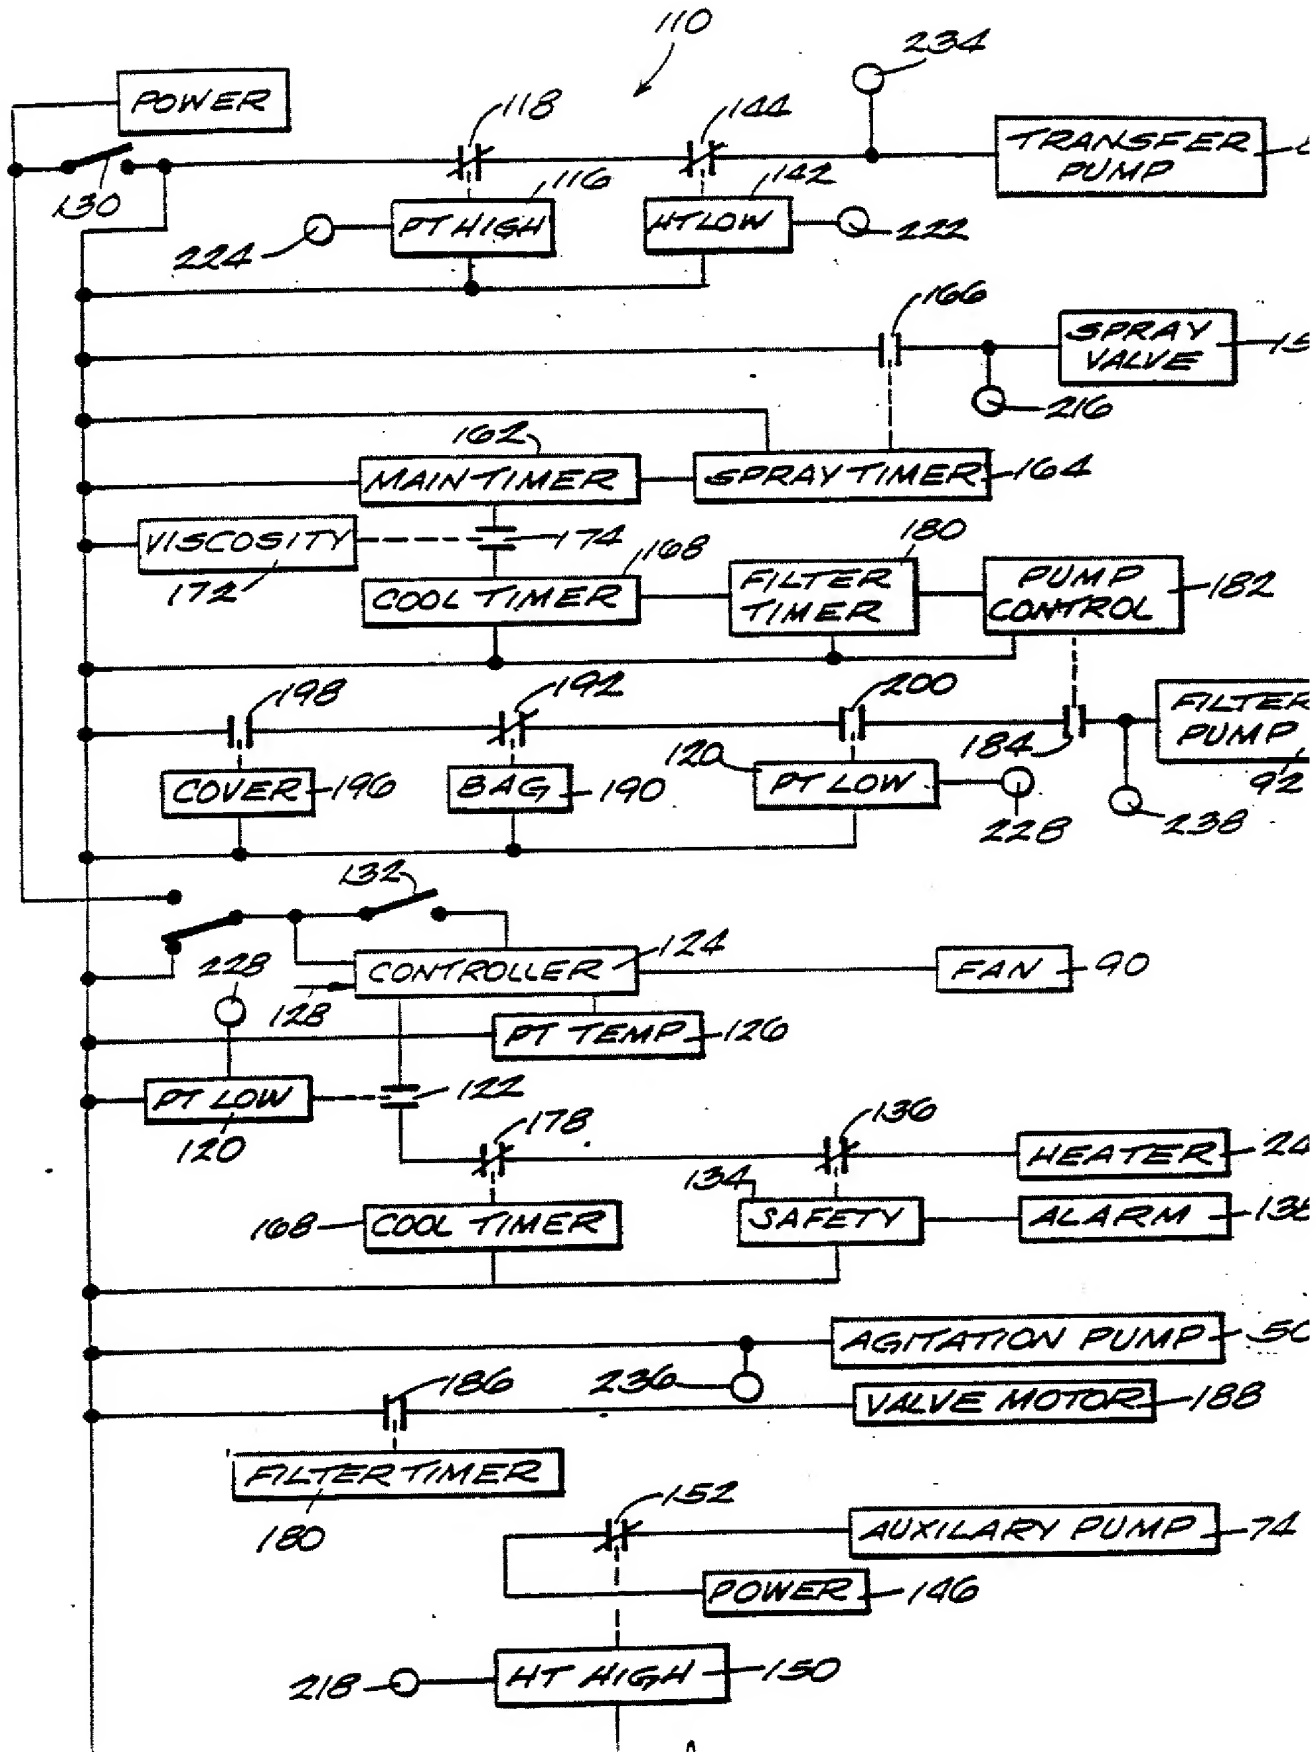 110
234
POWER
118
144
TRANSFER
PUMP
130
116
142
PT HIGH
HT LOW
224
222
166
SPRAY
VALVE
216
162
MAIN TIMER
SPRAY TIMER
164
VISCOSITY
174
172
168
180
COOL TIMER
FILTER
TIMER
PUMP
CONTROL
182
198
192
200
FILTER
PUMP
184
120
92
COVER
196
BAG
190
PT LOW
228
238
132
228
CONTROLLER
124
FAN
90
128
PT TEMP
126
PT LOW
122
120
178
136
HEATER
24
134
168
COOL TIMER
SAFETY
ALARM
AGITATION PUMP
50
186
236
VALVE MOTOR
188
FILTER TIMER
180
152
AUXILARY PUMP
74
POWER
146
218
HT HIGH
150